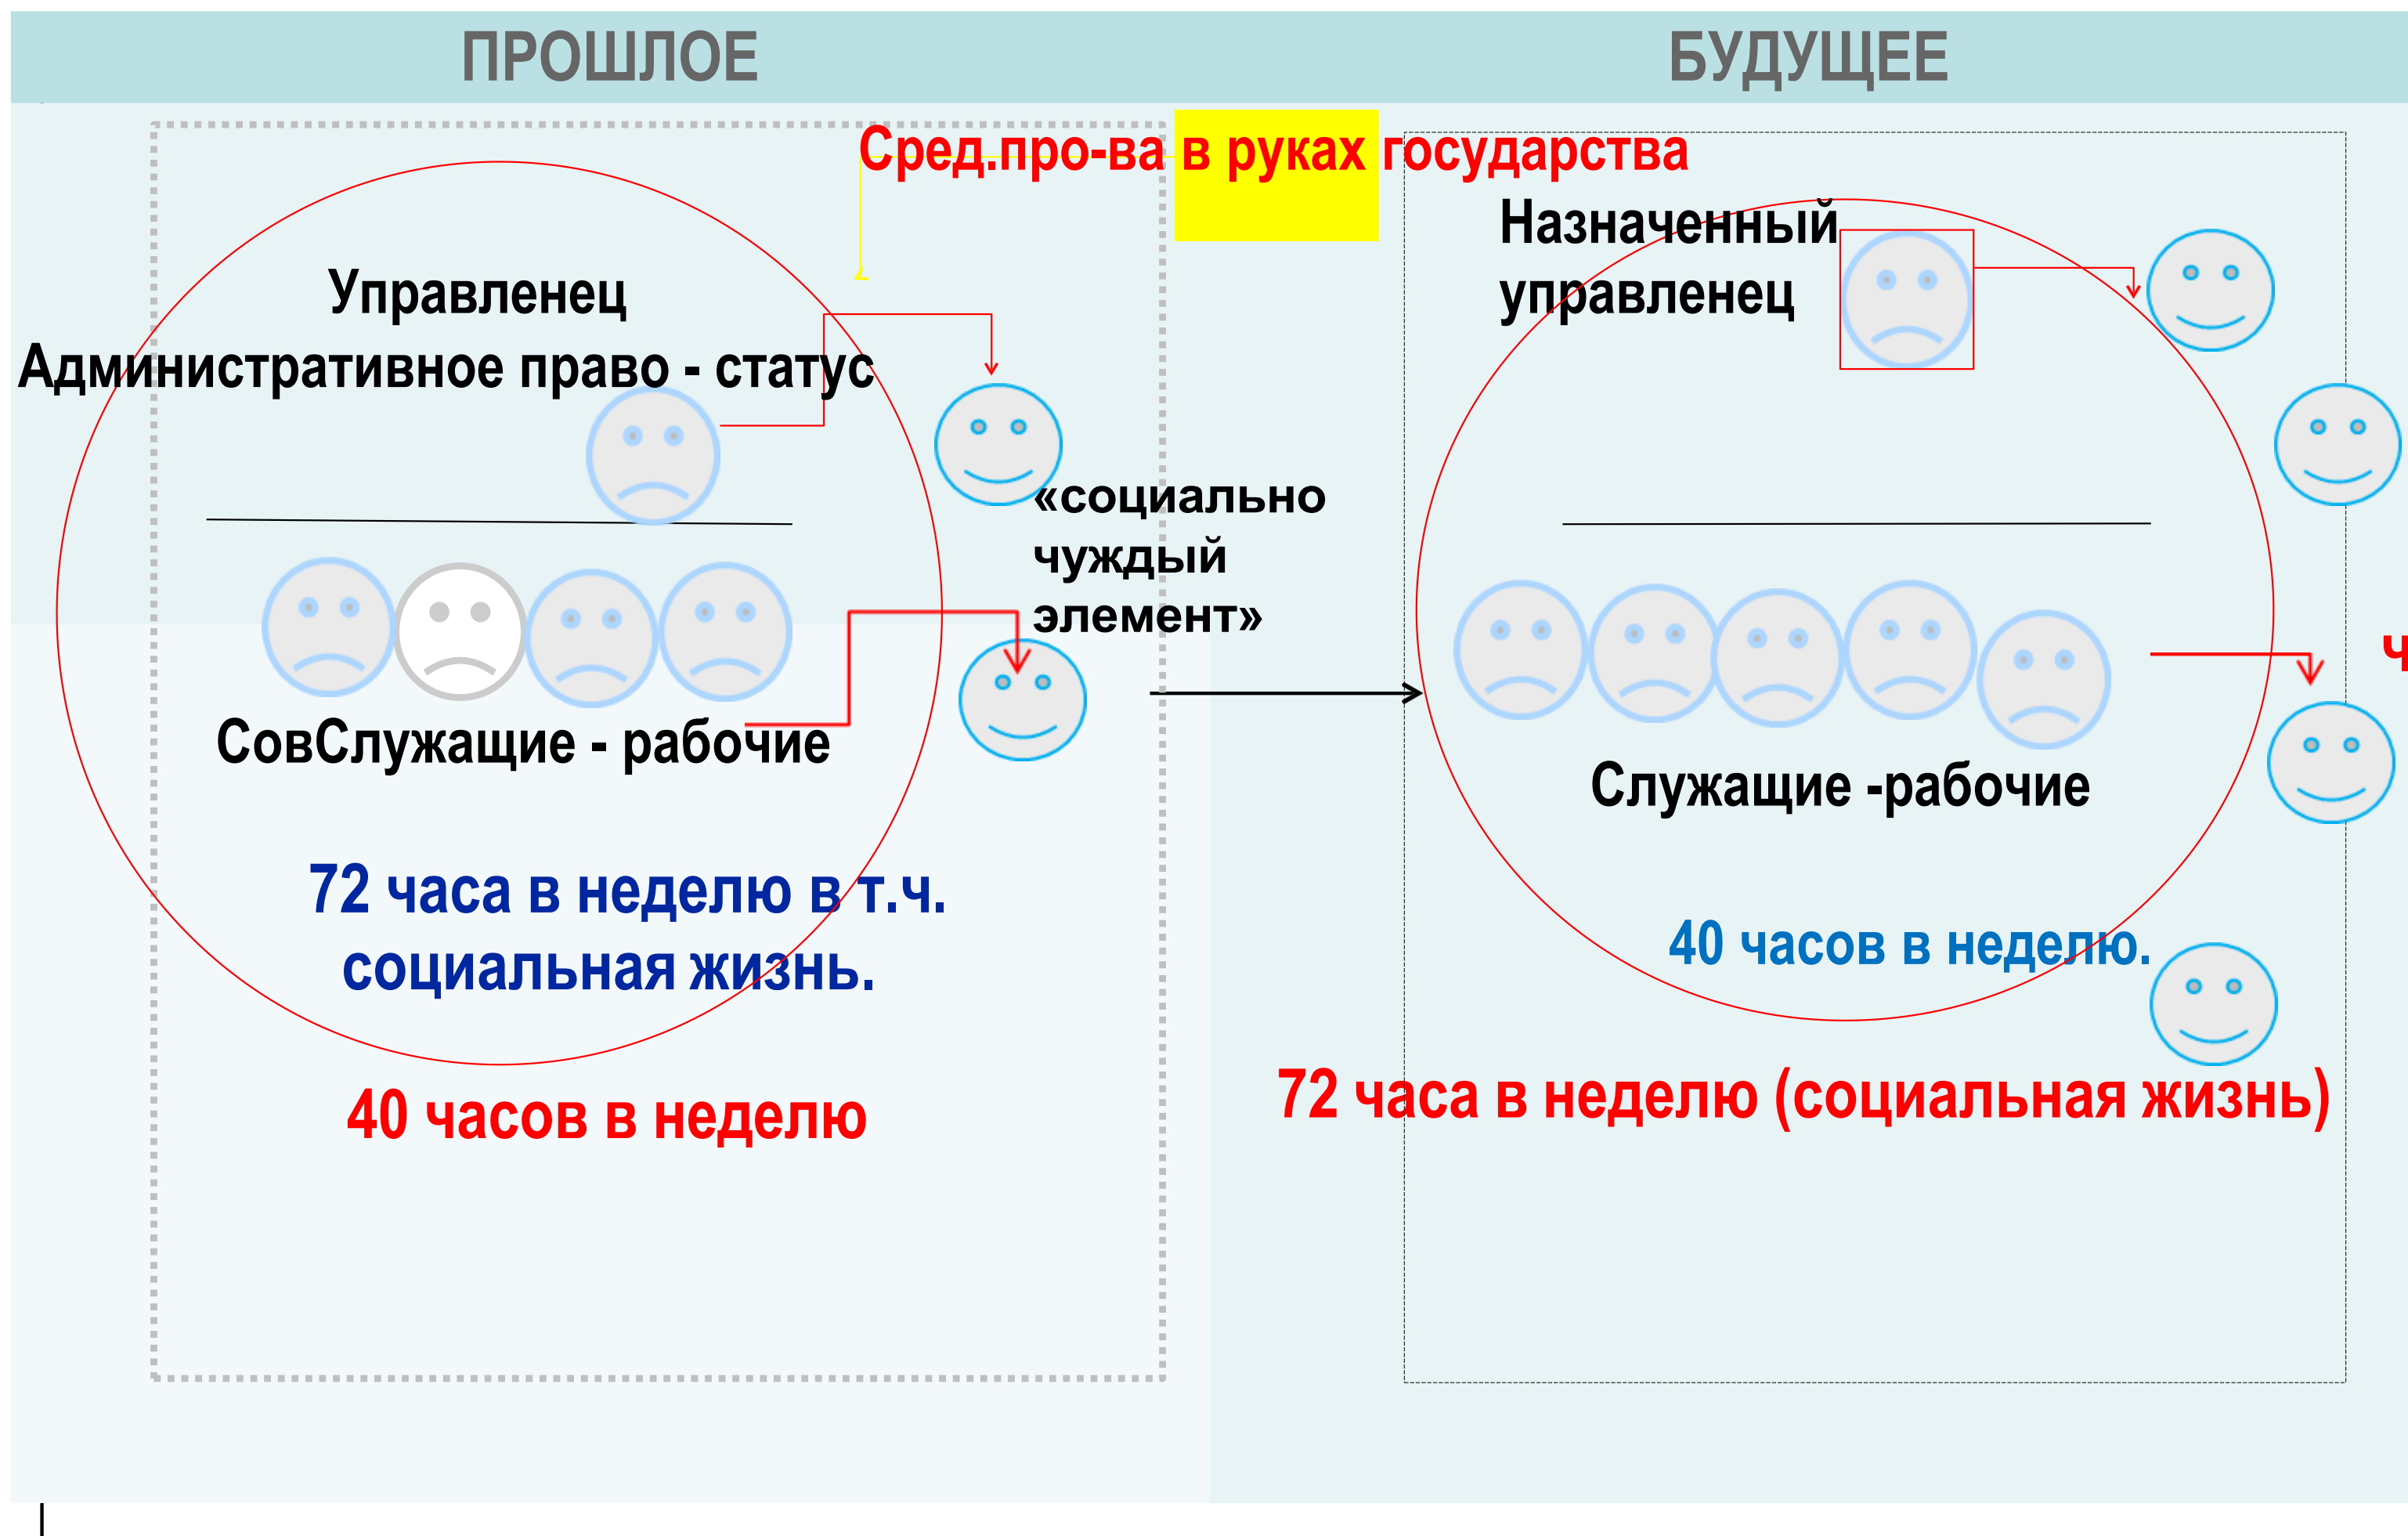 ПРОШЛОЕ
БУДУЩЕЕ
Сред.про-ва в руках государства
Управленец
Административное право - статус
«социально
чуждый
элемент»
СовСлужащие - рабочие
72 часа в неделю в т.ч.
социальная жизнь.
40 часов в неделю
Назначенный
управленец
Служащие -рабочие
40 часов в неделю.
72 часа в неделю (социальная жизнь)